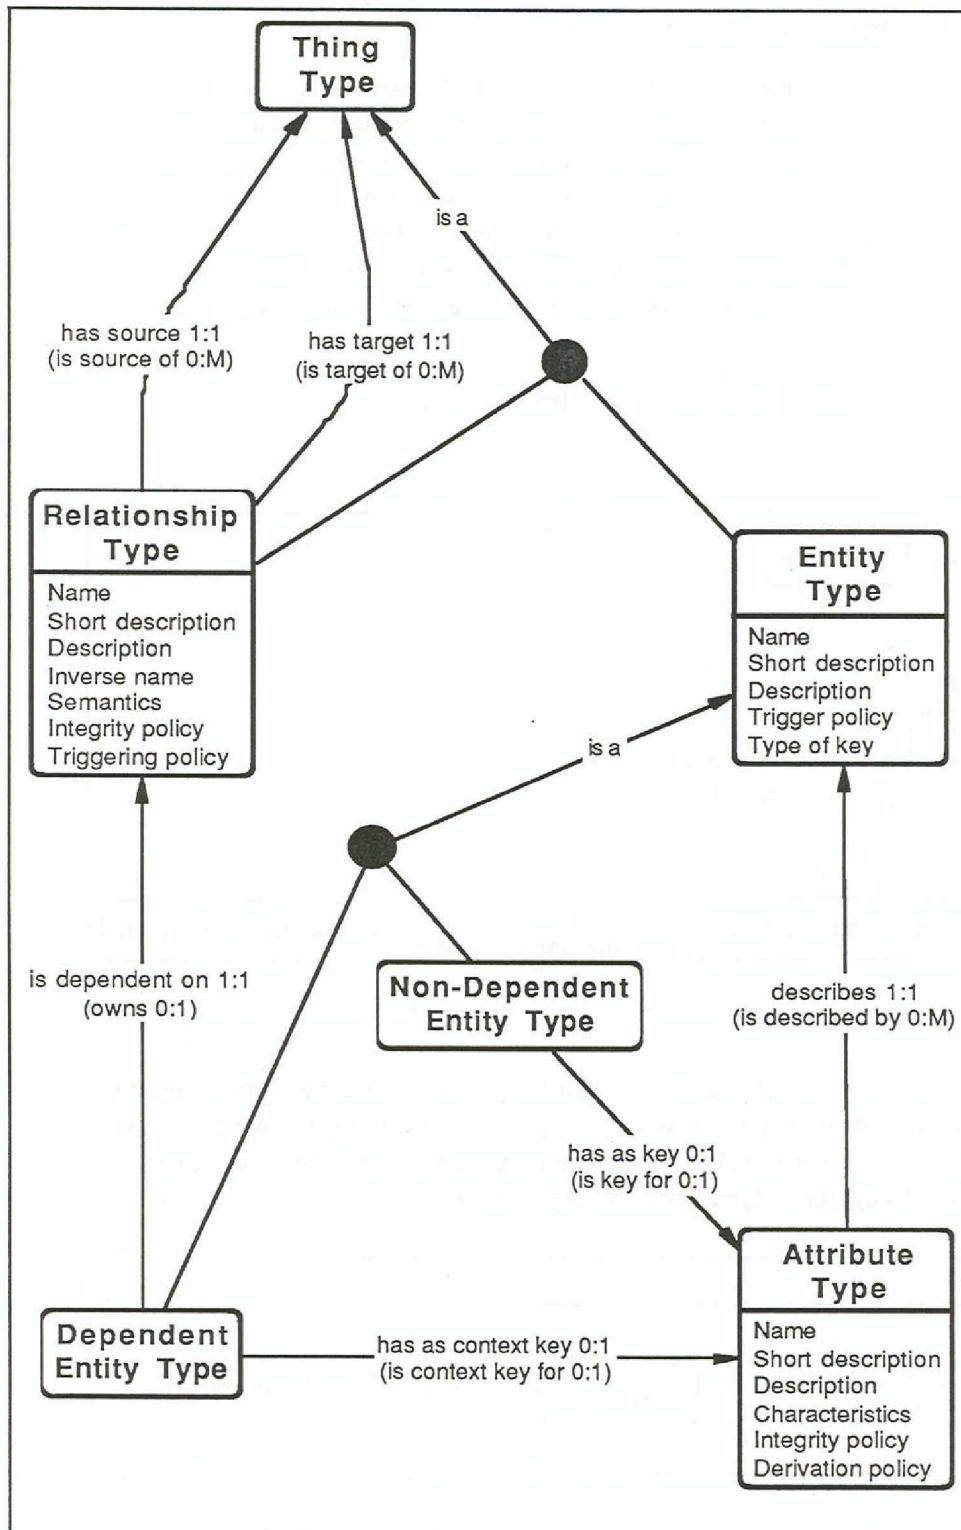 Thing
Type
is a
has source 1:1
(is source of 0:M)
has target 1:1
(is target of 0:M)
Relationship
Type
Name
Short description
Description
Inverse name
Semantics
Integrity policy
Triggering policy
Entity
Type
Name
Short description
Description
Trigger policy
Type of key
is a
is dependent on 1:1
(owns 0:1)
Non-Dependent
Entity Type
describes 1:1
(is described by 0:M)
has as key 0:1
(is key for 0:1)
Dependent
Entity Type
has as context key 0:1
(is context key for 0:1)
Attribute
Type
Name
Short description
Description
Characteristics
Integrity policy
Derivation policy